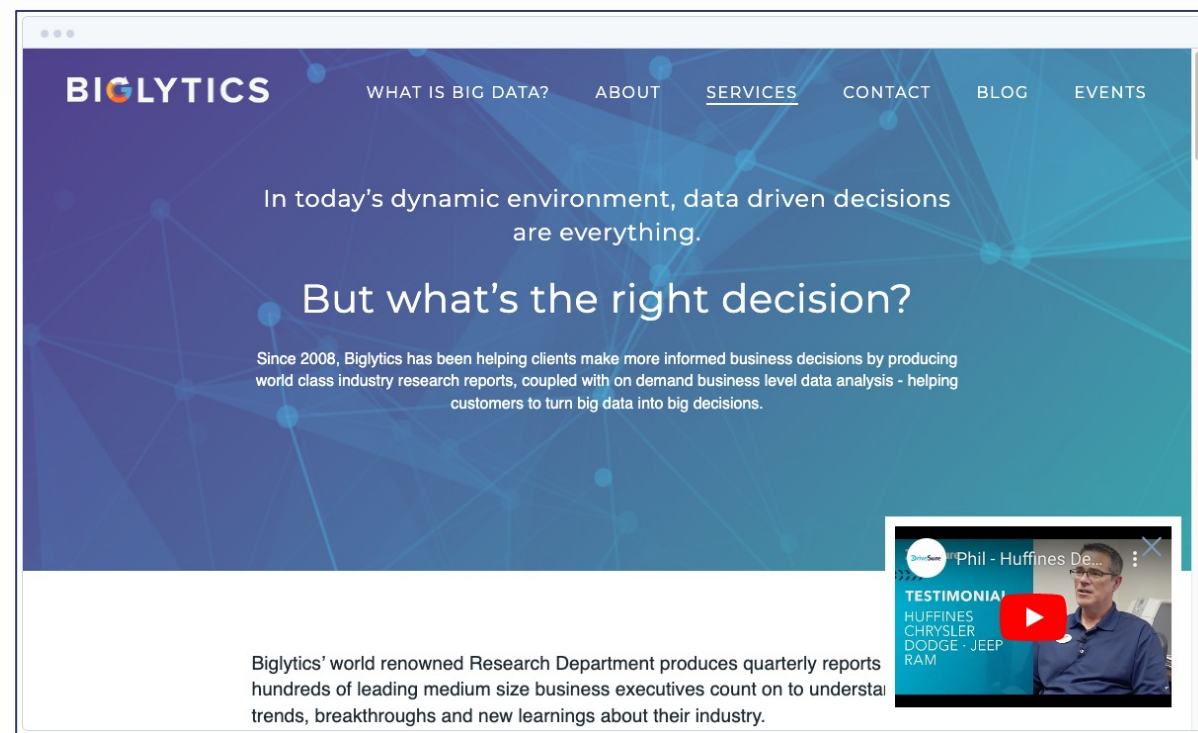 BIGLYTICS
WHAT IS BIG DATA? ABOUT SERVICES CONTACT BLOG EVENTS
In today's dynamic environment, data driven decisions
are everything.
But what's the right decision?
Since 2008, Biglytics has been helping clients make more informed business decisions by producing
world class industry research reports, coupled with on demand business level data analysis - helping
customers to turn big data into big decisions.
Phil - Huffines De...
TESTIMONIAL
HUFFINES
CHRYSLER
DODGE · JEEP
RAM
Biglytics' world renowned Research Department produces quarterly reports
hundreds of leading medium size business executives count on to
trends, breakthroughs and new learnings about their industry.